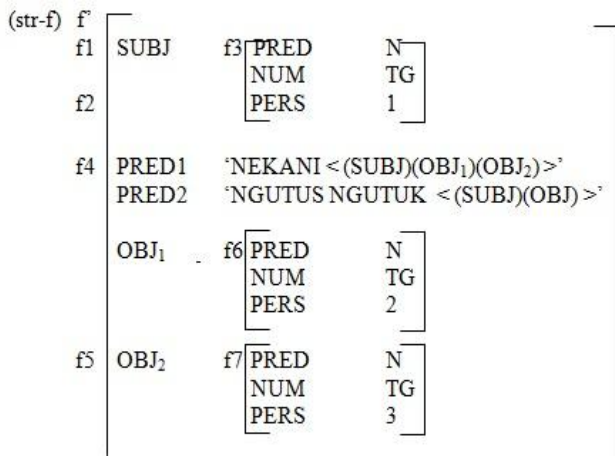 (str-f) f'
f1 SUBJ f3 PRED N
NUM TG
f2 PERS 1
f4 PRED1 ‘NEKANI <(SUBJ)(OBJ₁)(OBJ₂)>’
PRED2 ‘NGUTUS NGUTUK <(SUBJ)(OBJ) >’
OBJ₁ - f6 PRED N
NUM TG
PERS 2
f5 OBJ₂ f7 PRED N
NUM TG
PERS 3